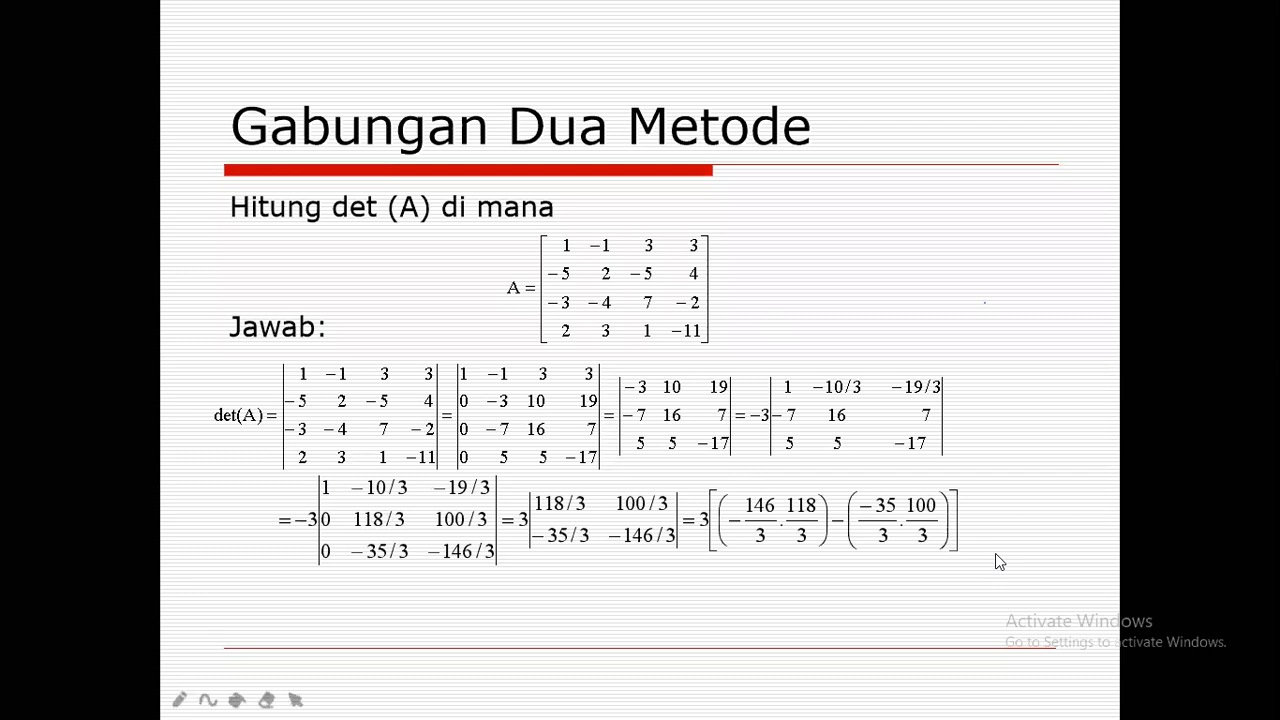 Gabungan Dua Metode
Hitung det (A) di mana
A = [ 1 −1 3 3
−5 2 −5 4
−3 −4 7 −2
2 3 1 −11 ]
Jawab:
det(A) = | 1 −1 3 3 ; −5 2 −5 4 ; −3 −4 7 −2 ; 2 3 1 −11 | = | 1 −1 3 3 ; 0 −3 10 19 ; 0 −7 16 7 ; 0 5 5 −17 | = | −3 10 19 ; −7 16 7 ; 5 5 −17 | = −3 | 1 −10/3 −19/3 ; −7 16 7 ; 5 5 −17 |
= −3 | 1 −10/3 −19/3 ; 0 118/3 100/3 ; 0 −35/3 −146/3 | = 3 | 118/3 100/3 ; −35/3 −146/3 | = 3 [ ( − 146/3 . 118/3 ) − ( −35/3 . 100/3 ) ]
Activate Windows
Go to Settings to activate Windows.